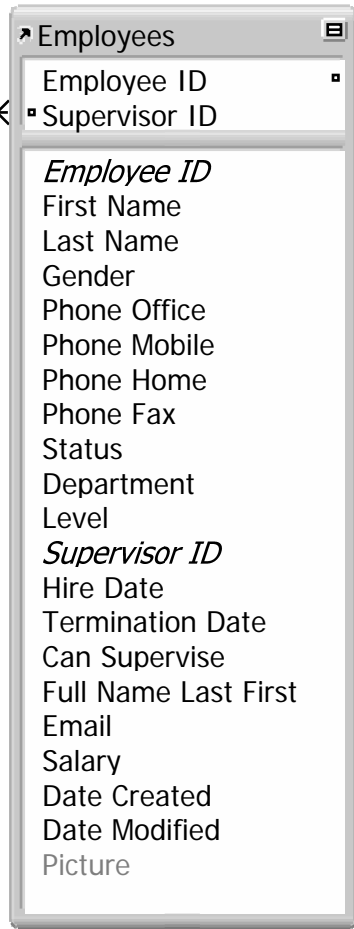 Employees
Employee ID
Supervisor ID
Employee ID
First Name
Last Name
Gender
Phone Office
Phone Mobile
Phone Home
Phone Fax
Status
Department
Level
Supervisor ID
Hire Date
Termination Date
Can Supervise
Full Name Last First
Email
Salary
Date Created
Date Modified
Picture